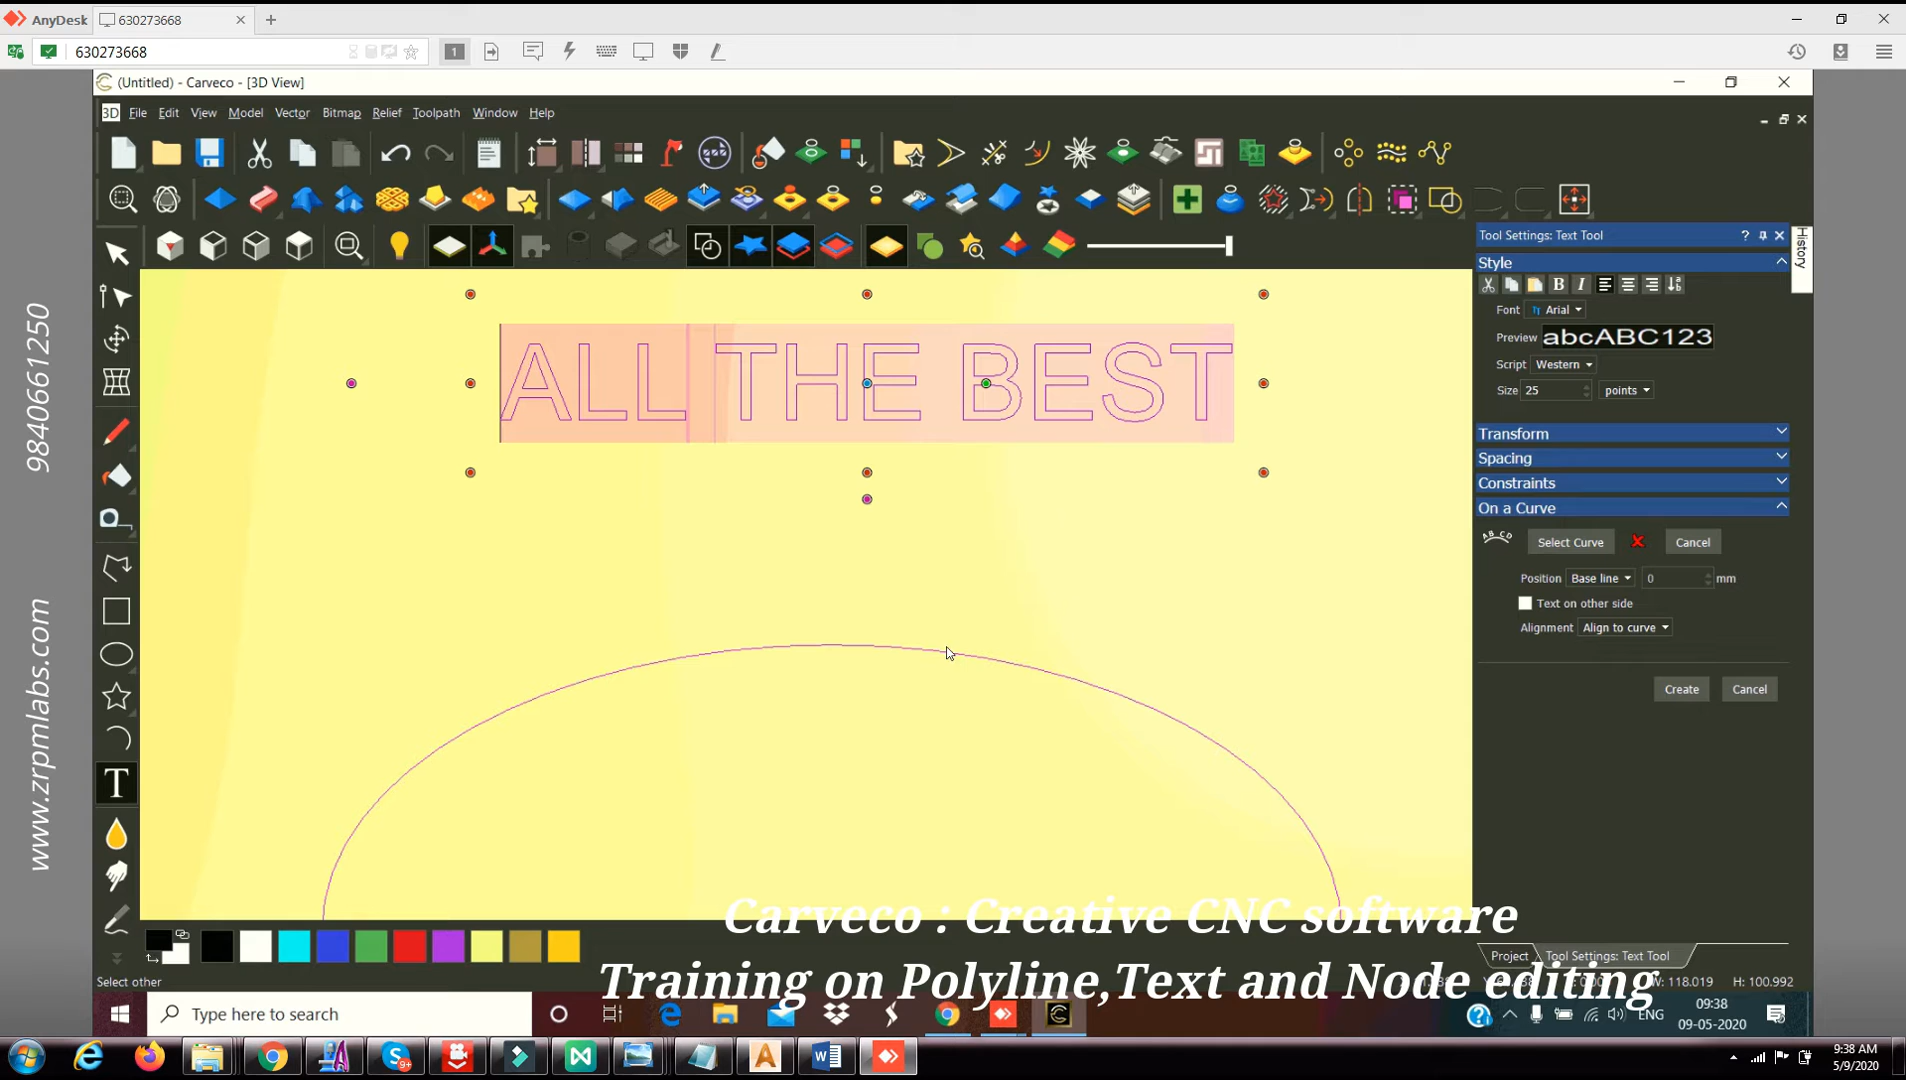 AnyDesk 630273668
630273668 1
(Untitled) - Carveco - [3D View]
3D File Edit View Model Vector Bitmap Relief Toolpath Window Help
Tool Settings: Text Tool ?
History
Style
B I
Font Tt Arial
Preview abcABC123
Script Western
Size 25 points
Transform
Spacing
Constraints
On a Curve
Select Curve Cancel
Position Base line 0 mm
Text on other side
Alignment Align to curve
Create Cancel
ALL THE BEST
9840661250
www.zrpmlabs.com
T
Carveco : Creative CNC software
Project Tool Settings: Text Tool
Select other
W: 118.019 H: 100.992
Training on Polyline,Text and Node editing
Type here to search
ENG
09:38
09-05-2020
9:38 AM
5/9/2020